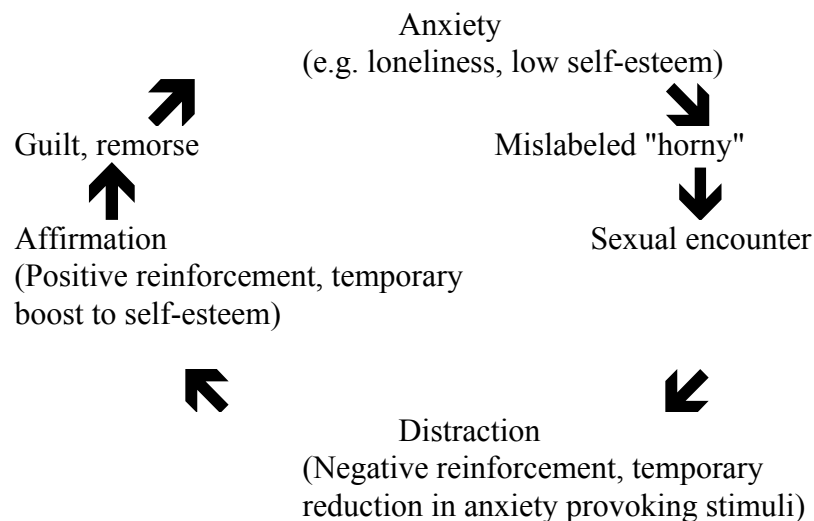 Anxiety
(e.g. loneliness, low self-esteem)
Guilt, remorse
Mislabeled "horny"
Affirmation
(Positive reinforcement, temporary
boost to self-esteem)
Sexual encounter
Distraction
(Negative reinforcement, temporary
reduction in anxiety provoking stimuli)